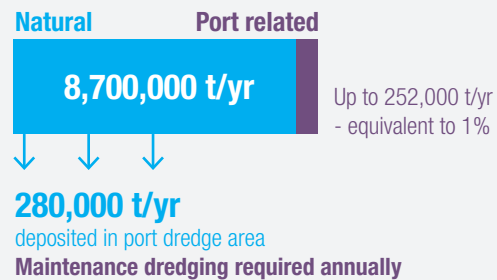 Natural Port related
8,700,000 t/yr
Up to 252,000 t/yr
- equivalent to 1%
280,000 t/yr
deposited in port dredge area
Maintenance dredging required annually